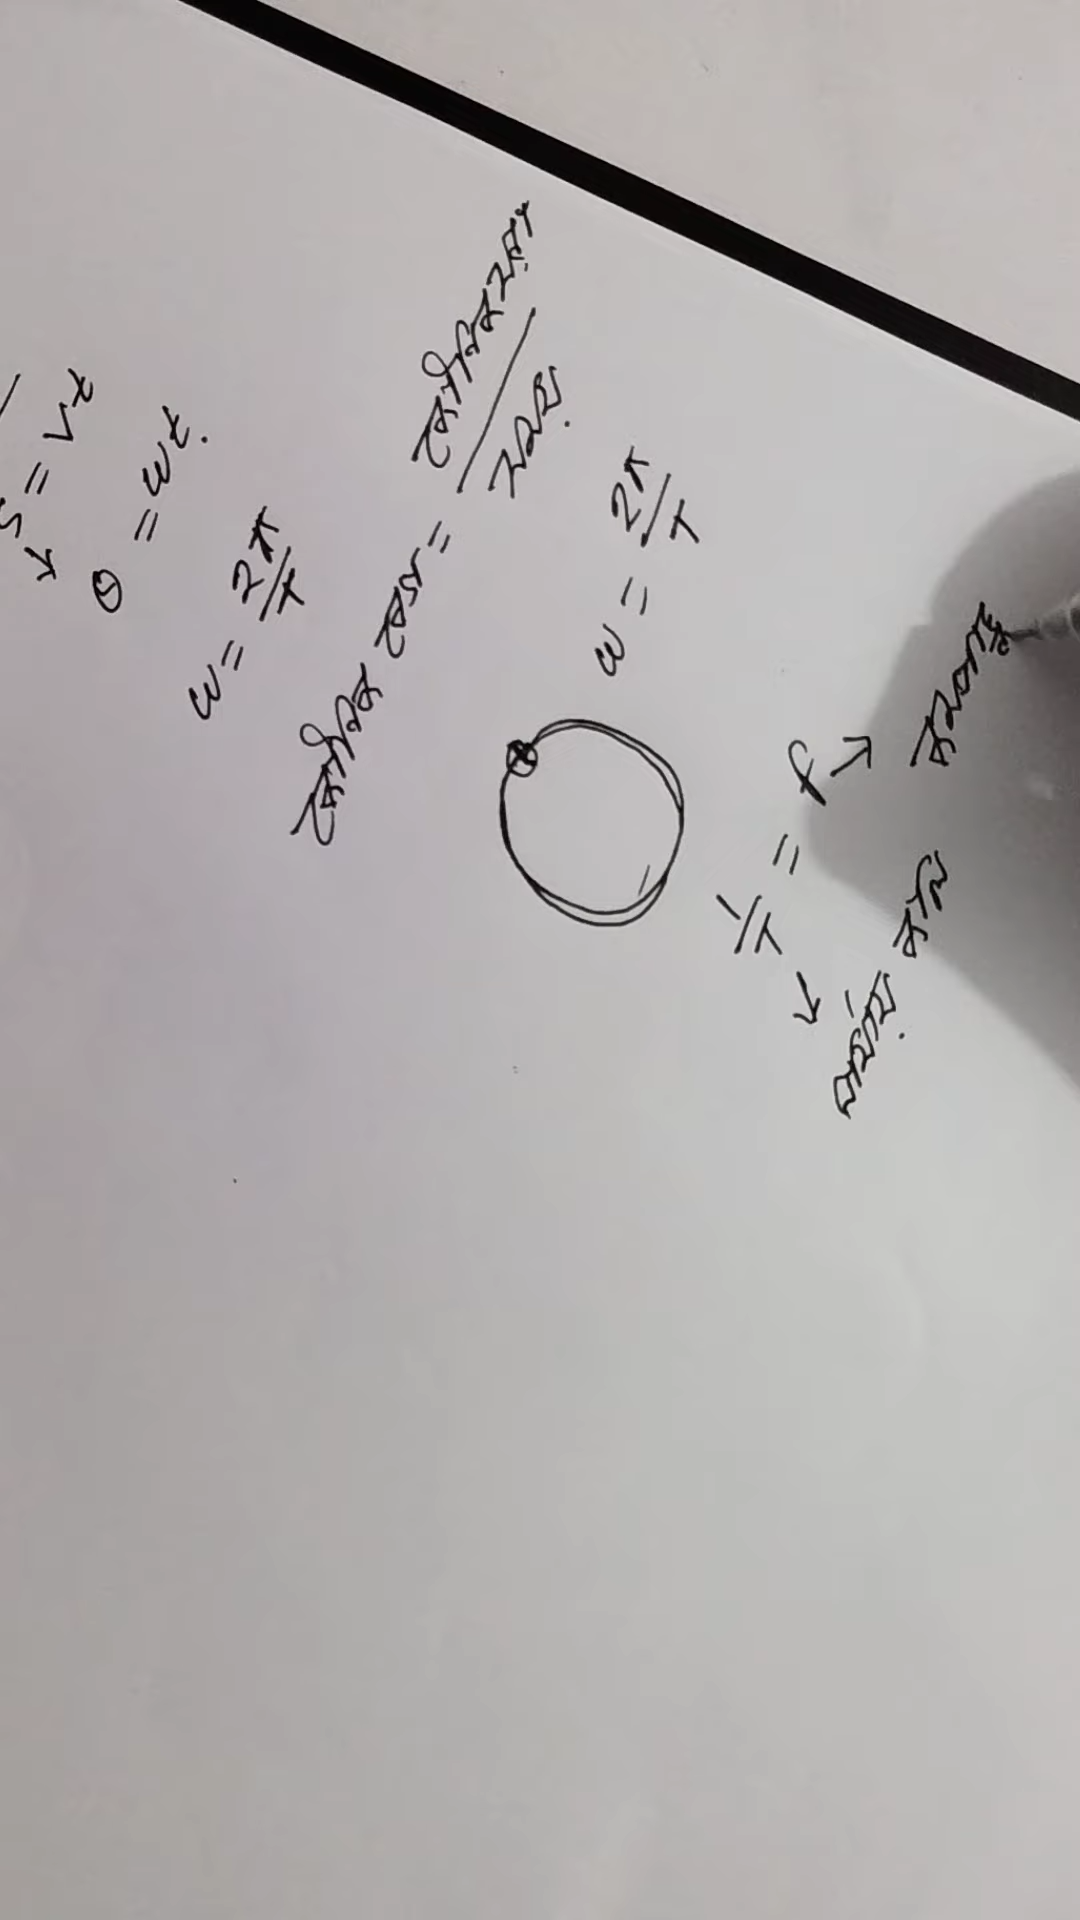 s = vt
θ = ωt.
ω = 2π/T
কৌণিক বেগ = কৌণিক সরণ / সময়
ω = 2π/T
1/T = f → কম্পাঙ্ক
পর্যায় কাল